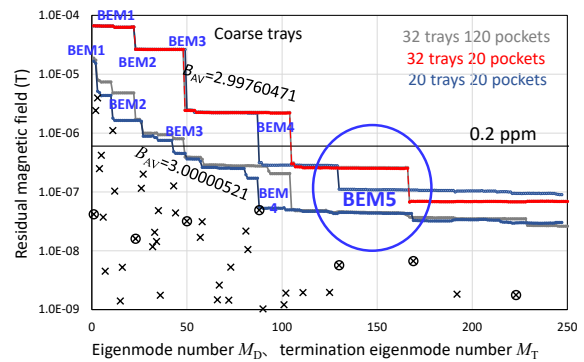 BEM1
Coarse trays
32 trays 120 pockets
32 trays 20 pockets
20 trays 20 pockets
BEM1
BEM2
BEM3
B_AV=2.99760471
BEM2
BEM3
BEM4
0.2 ppm
B_AV=3.00000521
BEM
4
BEM5
1.0E-04
1.0E-05
1.0E-06
1.0E-07
1.0E-08
1.0E-09
Residual magnetic field (T)
0 50 100 150 200 250
Eigenmode number M_D、 termination eigenmode number M_T